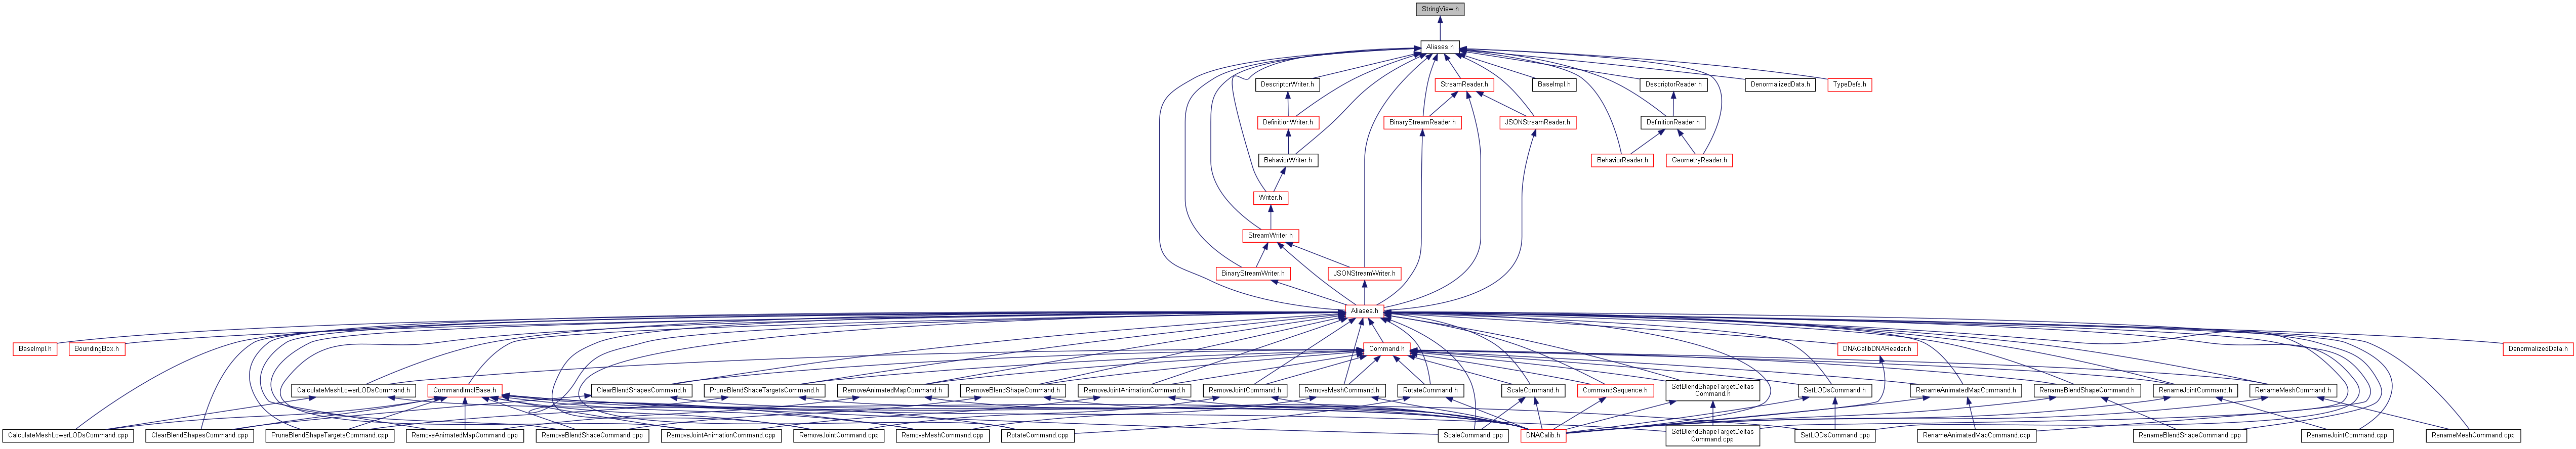 StringView.h
Aliases.h
DescriptorWriter.h
StreamReader.h
BaseImpl.h
DescriptorReader.h
DenormalizedData.h
TypeDefs.h
DefinitionWriter.h
BinaryStreamReader.h
JSONStreamReader.h
DefinitionReader.h
BehaviorWriter.h
BehaviorReader.h
GeometryReader.h
Writer.h
StreamWriter.h
BinaryStreamWriter.h
JSONStreamWriter.h
Aliases.h
BaseImpl.h
BoundingBox.h
Command.h
DNACalibDNAReader.h
DenormalizedData.h
CalculateMeshLowerLODsCommand.h
CommandImplBase.h
ClearBlendShapesCommand.h
PruneBlendShapeTargetsCommand.h
RemoveAnimatedMapCommand.h
RemoveBlendShapeCommand.h
RemoveJointAnimationCommand.h
RemoveJointCommand.h
RemoveMeshCommand.h
RotateCommand.h
ScaleCommand.h
CommandSequence.h
SetBlendShapeTargetDeltas
Command.h
SetLODsCommand.h
RenameAnimatedMapCommand.h
RenameBlendShapeCommand.h
RenameJointCommand.h
RenameMeshCommand.h
CalculateMeshLowerLODsCommand.cpp
ClearBlendShapesCommand.cpp
PruneBlendShapeTargetsCommand.cpp
RemoveAnimatedMapCommand.cpp
RemoveBlendShapeCommand.cpp
RemoveJointAnimationCommand.cpp
RemoveJointCommand.cpp
RemoveMeshCommand.cpp
RotateCommand.cpp
ScaleCommand.cpp
DNACalib.h
SetBlendShapeTargetDeltas
Command.cpp
SetLODsCommand.cpp
RenameAnimatedMapCommand.cpp
RenameBlendShapeCommand.cpp
RenameJointCommand.cpp
RenameMeshCommand.cpp